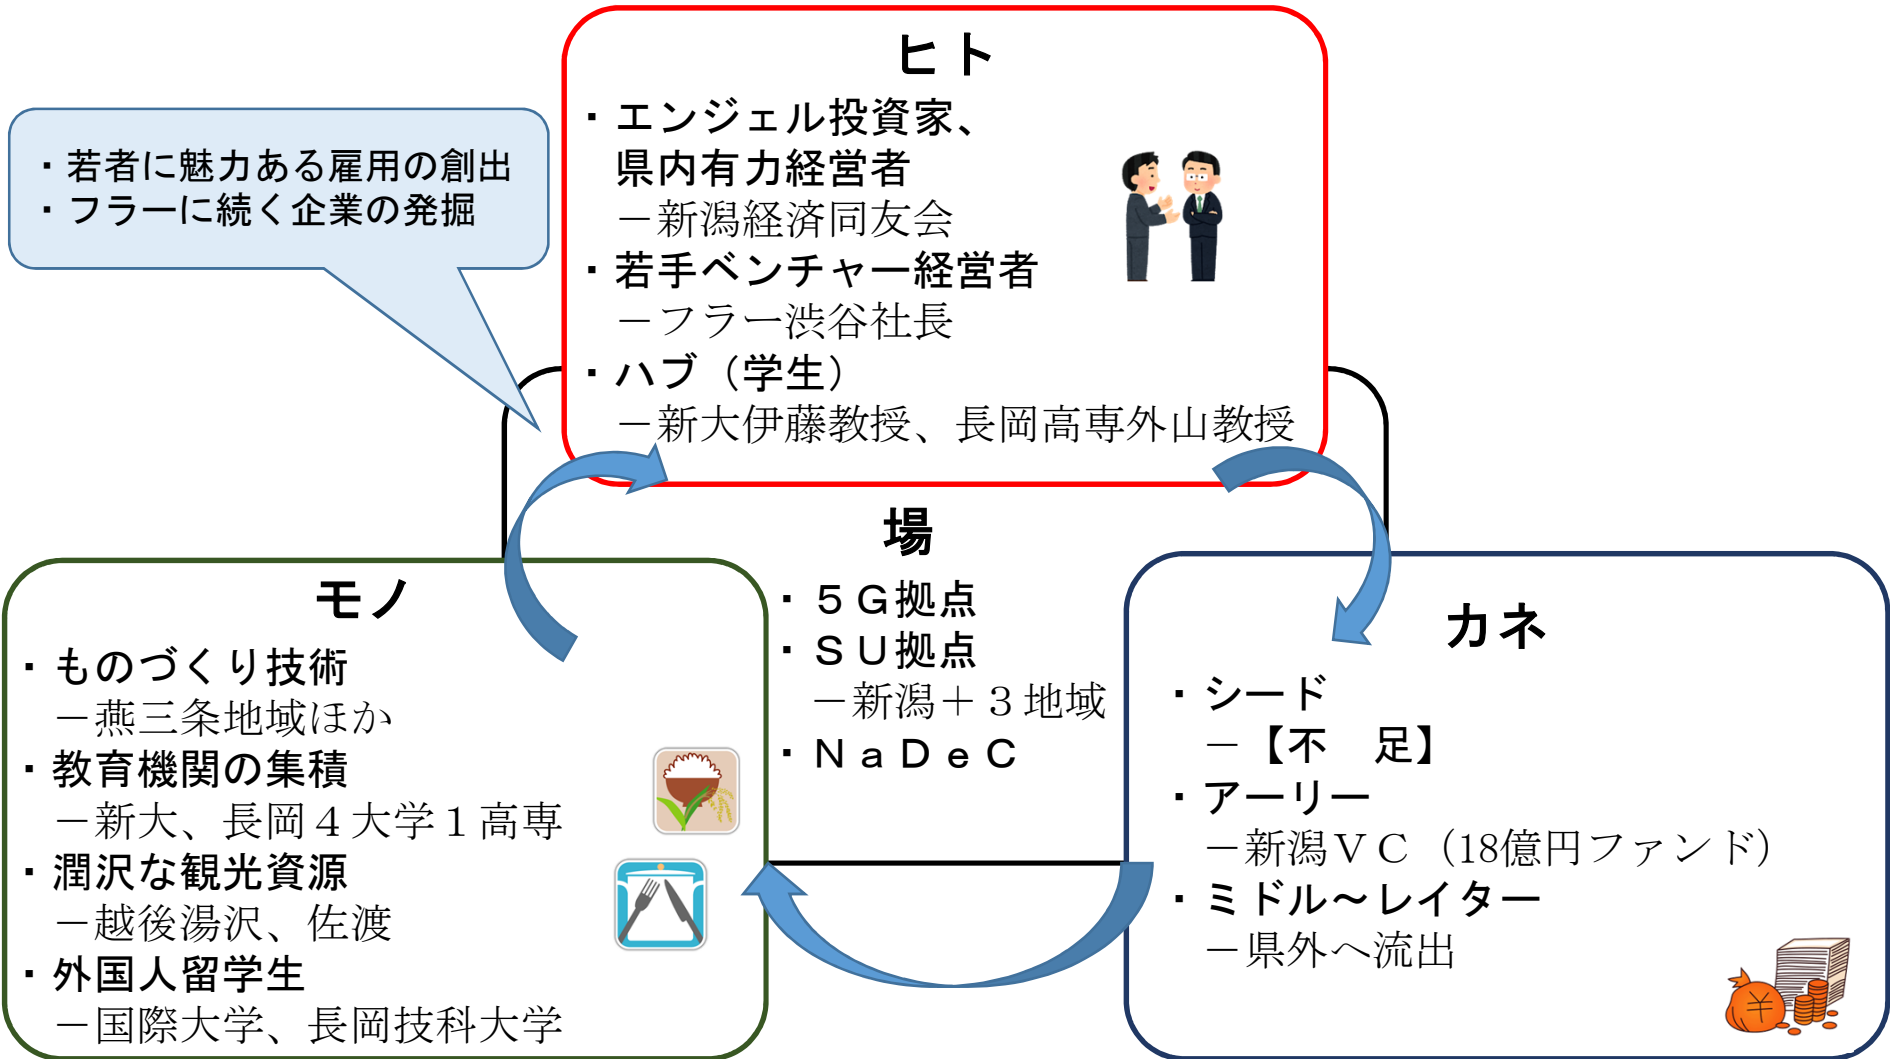 ヒト
・エンジェル投資家、
県内有力経営者
－新潟経済同友会
・若手ベンチャー経営者
－フラー渋谷社長
・ハブ（学生）
－新大伊藤教授、長岡高専外山教授
・若者に魅力ある雇用の創出
・フラーに続く企業の発掘
場
・５Ｇ拠点
・ＳＵ拠点
－新潟＋３地域
・ＮａＤｅＣ
モノ
・ものづくり技術
－燕三条地域ほか
・教育機関の集積
－新大、長岡４大学１高専
・潤沢な観光資源
－越後湯沢、佐渡
・外国人留学生
－国際大学、長岡技科大学
カネ
・シード
－【不　足】
・アーリー
－新潟ＶＣ（18億円ファンド）
・ミドル～レイター
－県外へ流出
¥